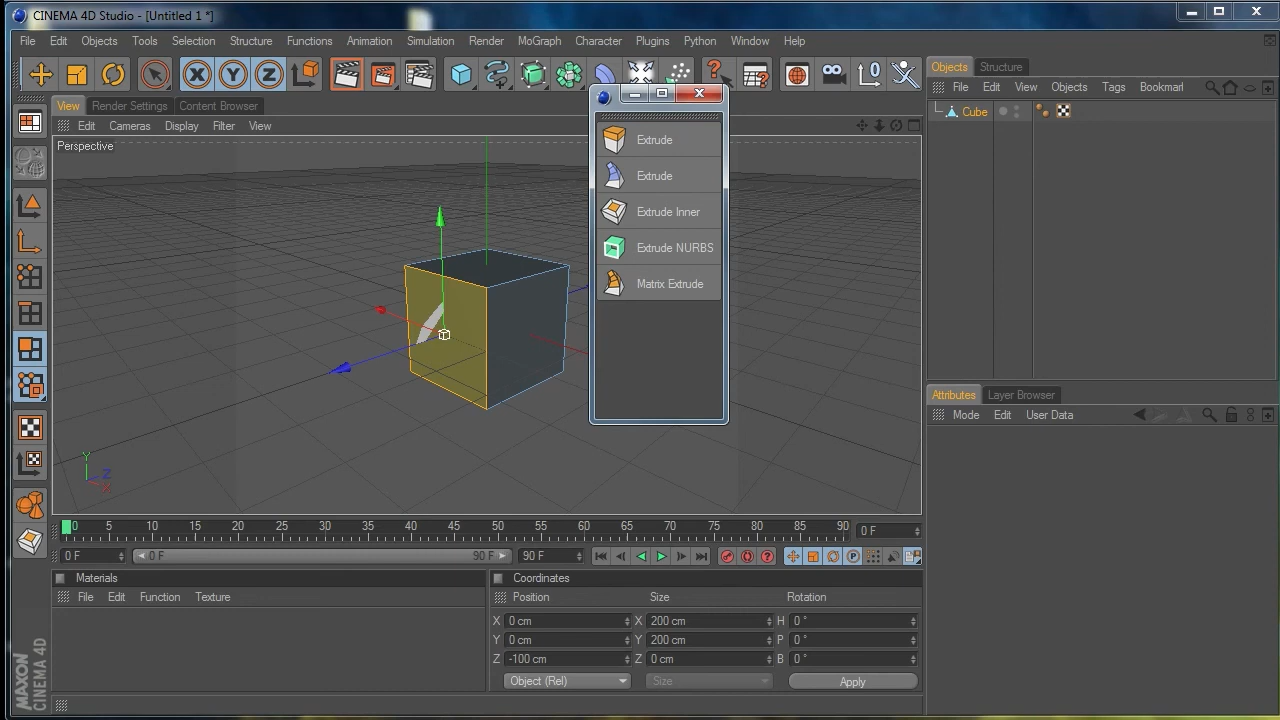 CINEMA 4D Studio - [Untitled 1 *]
File Edit Objects Tools Selection Structure Functions Animation Simulation Render MoGraph Character Plugins Python Window Help
X Y Z
View Render Settings Content Browser
Edit Cameras Display Filter View
Perspective
Extrude
Extrude
Extrude Inner
Extrude NURBS
Matrix Extrude
Objects Structure
File Edit View Objects Tags Bookmarl
Cube
Attributes Layer Browser
Mode Edit User Data
Y
Z
X
0 5 10 15 20 25 30 35 40 45 50 55 60 65 70 75 80 85 90
0 F
0 F 0 F 90 F 90 F
Materials
File Edit Function Texture
Coordinates
Position Size Rotation
X 0 cm X 200 cm H 0 °
Y 0 cm Y 200 cm P 0 °
Z -100 cm Z 0 cm B 0 °
Object (Rel) Size Apply
MAXON
CINEMA 4D